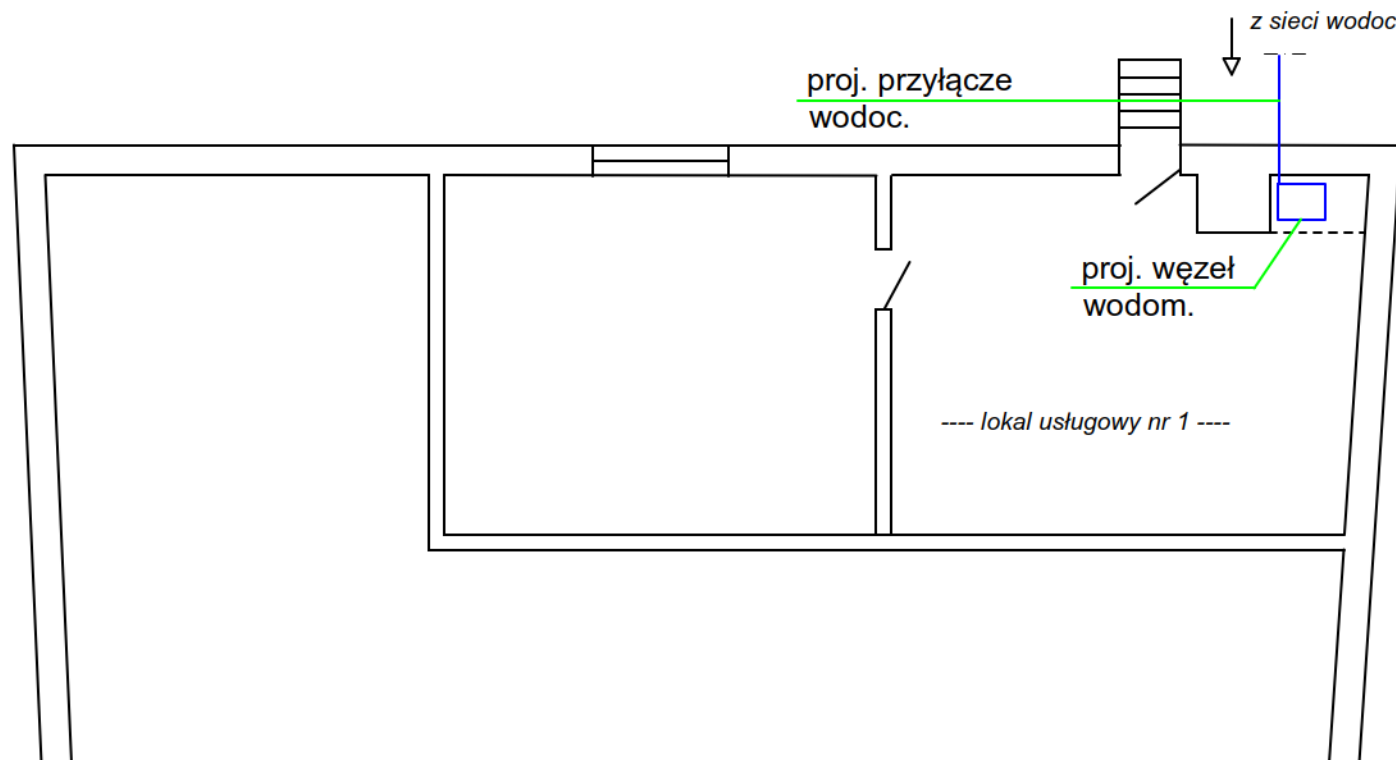 z sieci wodoc
proj. przyłącze
wodoc.
proj. węzeł
wodom.
---- lokal usługowy nr 1 ----